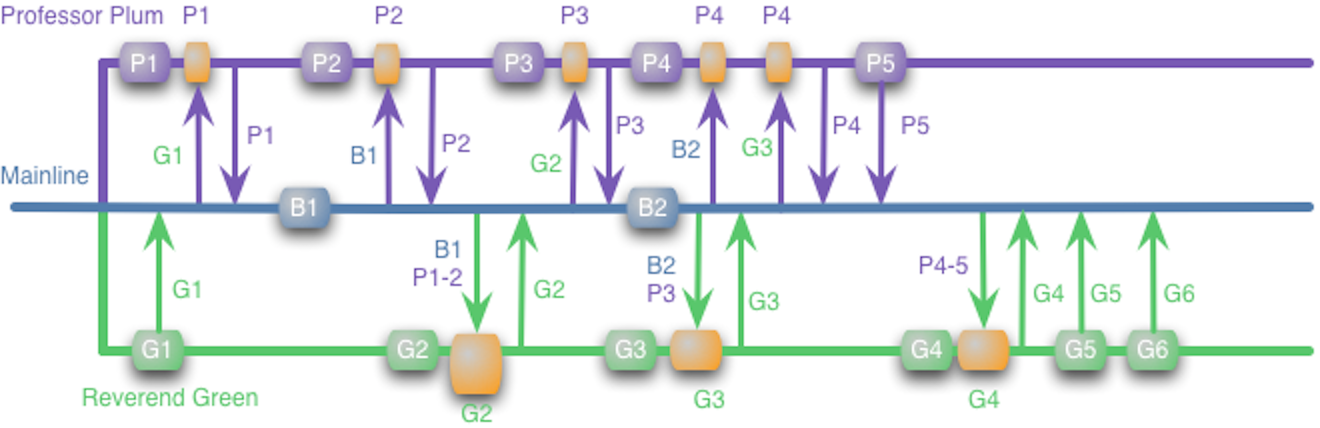 Professor Plum P1 P2 P3 P4 P4
P1 P2 P3 P4 P5
G1 P1 B1 P2 G2 P3 B2 G3 P4 P5
Mainline
B1 B2
B1 B2 P4-5
P1-2 P3
G1 G2 G3 G4 G5 G6
G1 G2 G3 G4 G5 G6
Reverend Green G2 G3 G4